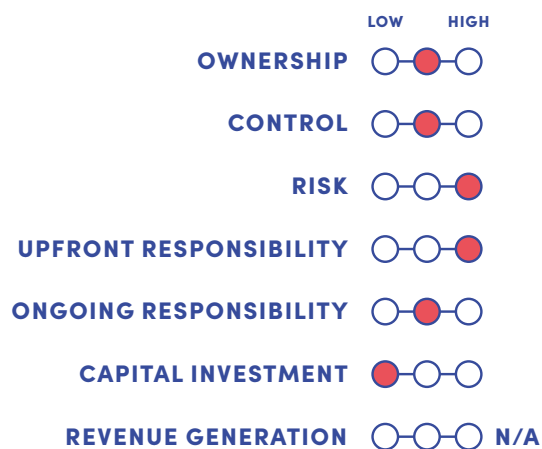 LOW HIGH
OWNERSHIP
CONTROL
RISK
UPFRONT RESPONSIBILITY
ONGOING RESPONSIBILITY
CAPITAL INVESTMENT
REVENUE GENERATION N/A